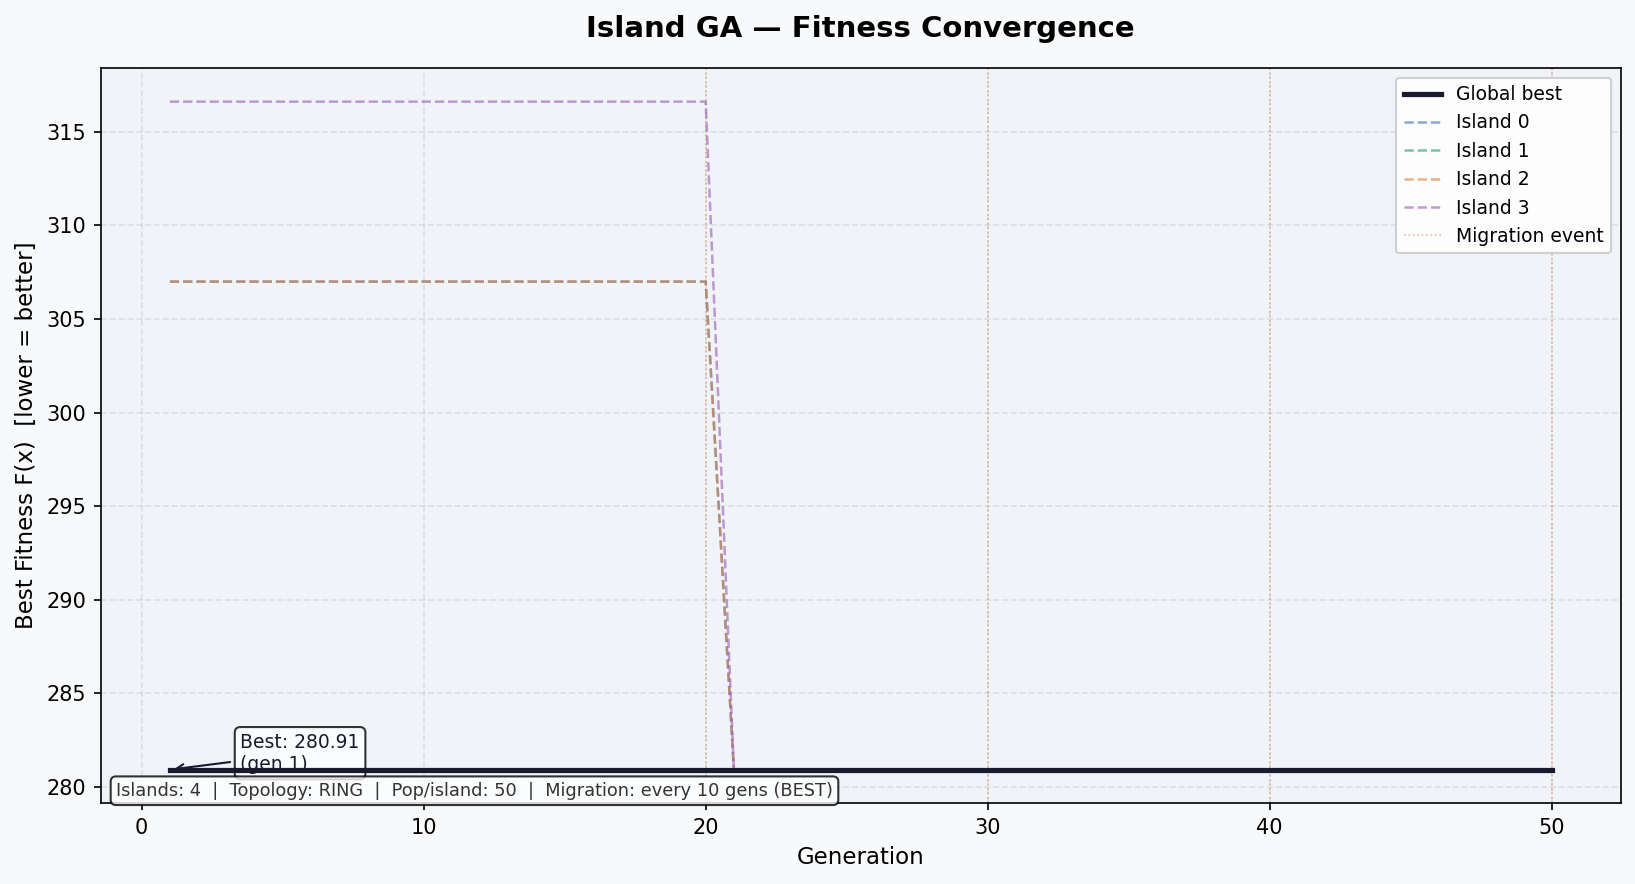 Island GA — Fitness Convergence
Best Fitness F(x)  [lower = better]
315
310
305
300
295
290
285
280
Global best
Island 0
Island 1
Island 2
Island 3
Migration event
Best: 280.91
(gen 1)
Islands: 4  |  Topology: RING  |  Pop/island: 50  |  Migration: every 10 gens (BEST)
0 10 20 30 40 50
Generation